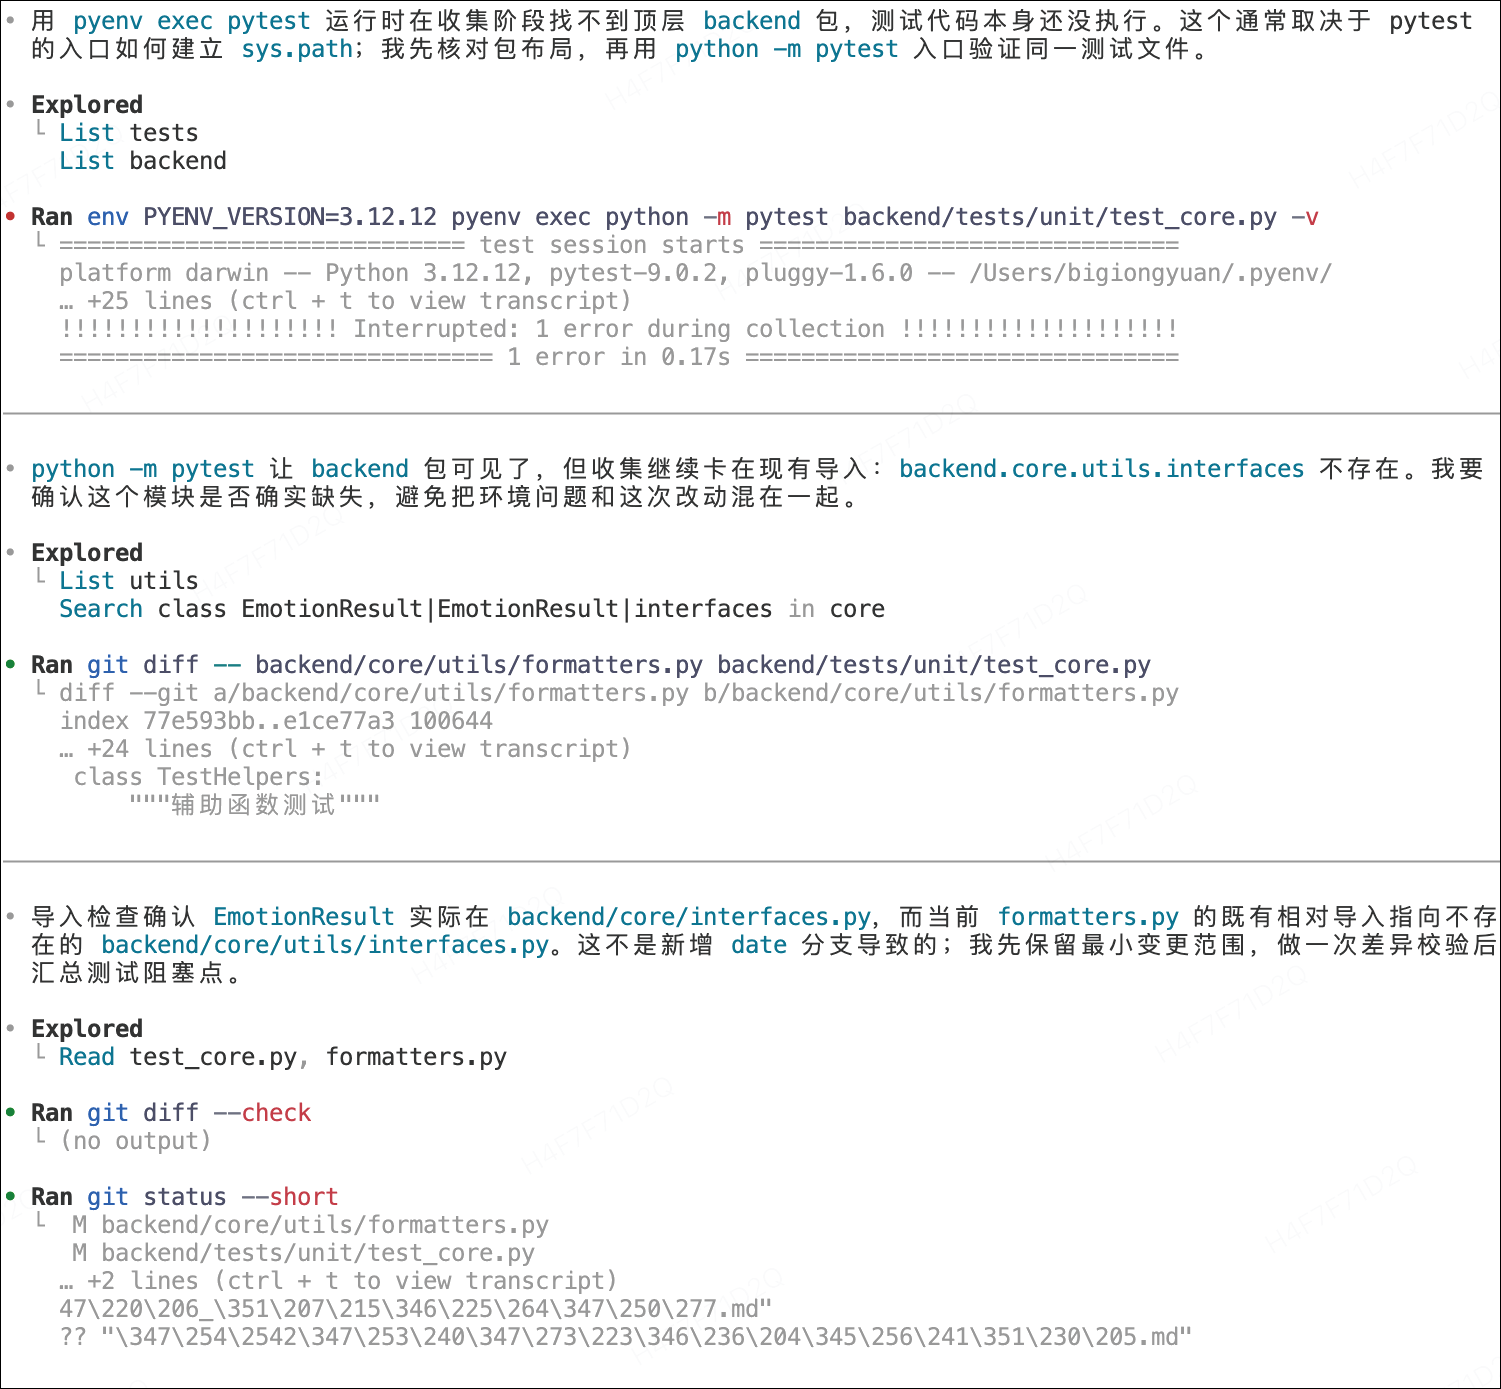 • 用 pyenv exec pytest 运行时在收集阶段找不到顶层 backend 包，测试代码本身还没执行。这个通常取决于 pytest
的入口如何建立 sys.path；我先核对包布局，再用 python -m pytest 入口验证同一测试文件。
• Explored
└ List tests
List backend
• Ran env PYENV_VERSION=3.12.12 pyenv exec python -m pytest backend/tests/unit/test_core.py -v
└ ============================= test session starts ==============================
platform darwin -- Python 3.12.12, pytest-9.0.2, pluggy-1.6.0 -- /Users/bigiongyuan/.pyenv/
… +25 lines (ctrl + t to view transcript)
!!!!!!!!!!!!!!!!!!!! Interrupted: 1 error during collection !!!!!!!!!!!!!!!!!!!!
=============================== 1 error in 0.17s ===============================
• python -m pytest 让 backend 包可见了，但收集继续卡在现有导入：backend.core.utils.interfaces 不存在。我要
确认这个模块是否确实缺失，避免把环境问题和这次改动混在一起。
• Explored
└ List utils
Search class EmotionResult|EmotionResult|interfaces in core
• Ran git diff -- backend/core/utils/formatters.py backend/tests/unit/test_core.py
└ diff --git a/backend/core/utils/formatters.py b/backend/core/utils/formatters.py
index 77e593bb..e1ce77a3 100644
… +24 lines (ctrl + t to view transcript)
class TestHelpers:
"""辅助函数测试"""
• 导入检查确认 EmotionResult 实际在 backend/core/interfaces.py，而当前 formatters.py 的既有相对导入指向不存
在的 backend/core/utils/interfaces.py。这不是新增 date 分支导致的；我先保留最小变更范围，做一次差异校验后
汇总测试阻塞点。
• Explored
└ Read test_core.py, formatters.py
• Ran git diff --check
└ (no output)
• Ran git status --short
└ M backend/core/utils/formatters.py
M backend/tests/unit/test_core.py
… +2 lines (ctrl + t to view transcript)
47\220\206_\351\207\215\346\225\264\347\250\277.md"
?? "\347\254\2542\347\253\240\347\273\223\346\236\204\345\256\241\351\230\205.md"
H4F7F71D2Q